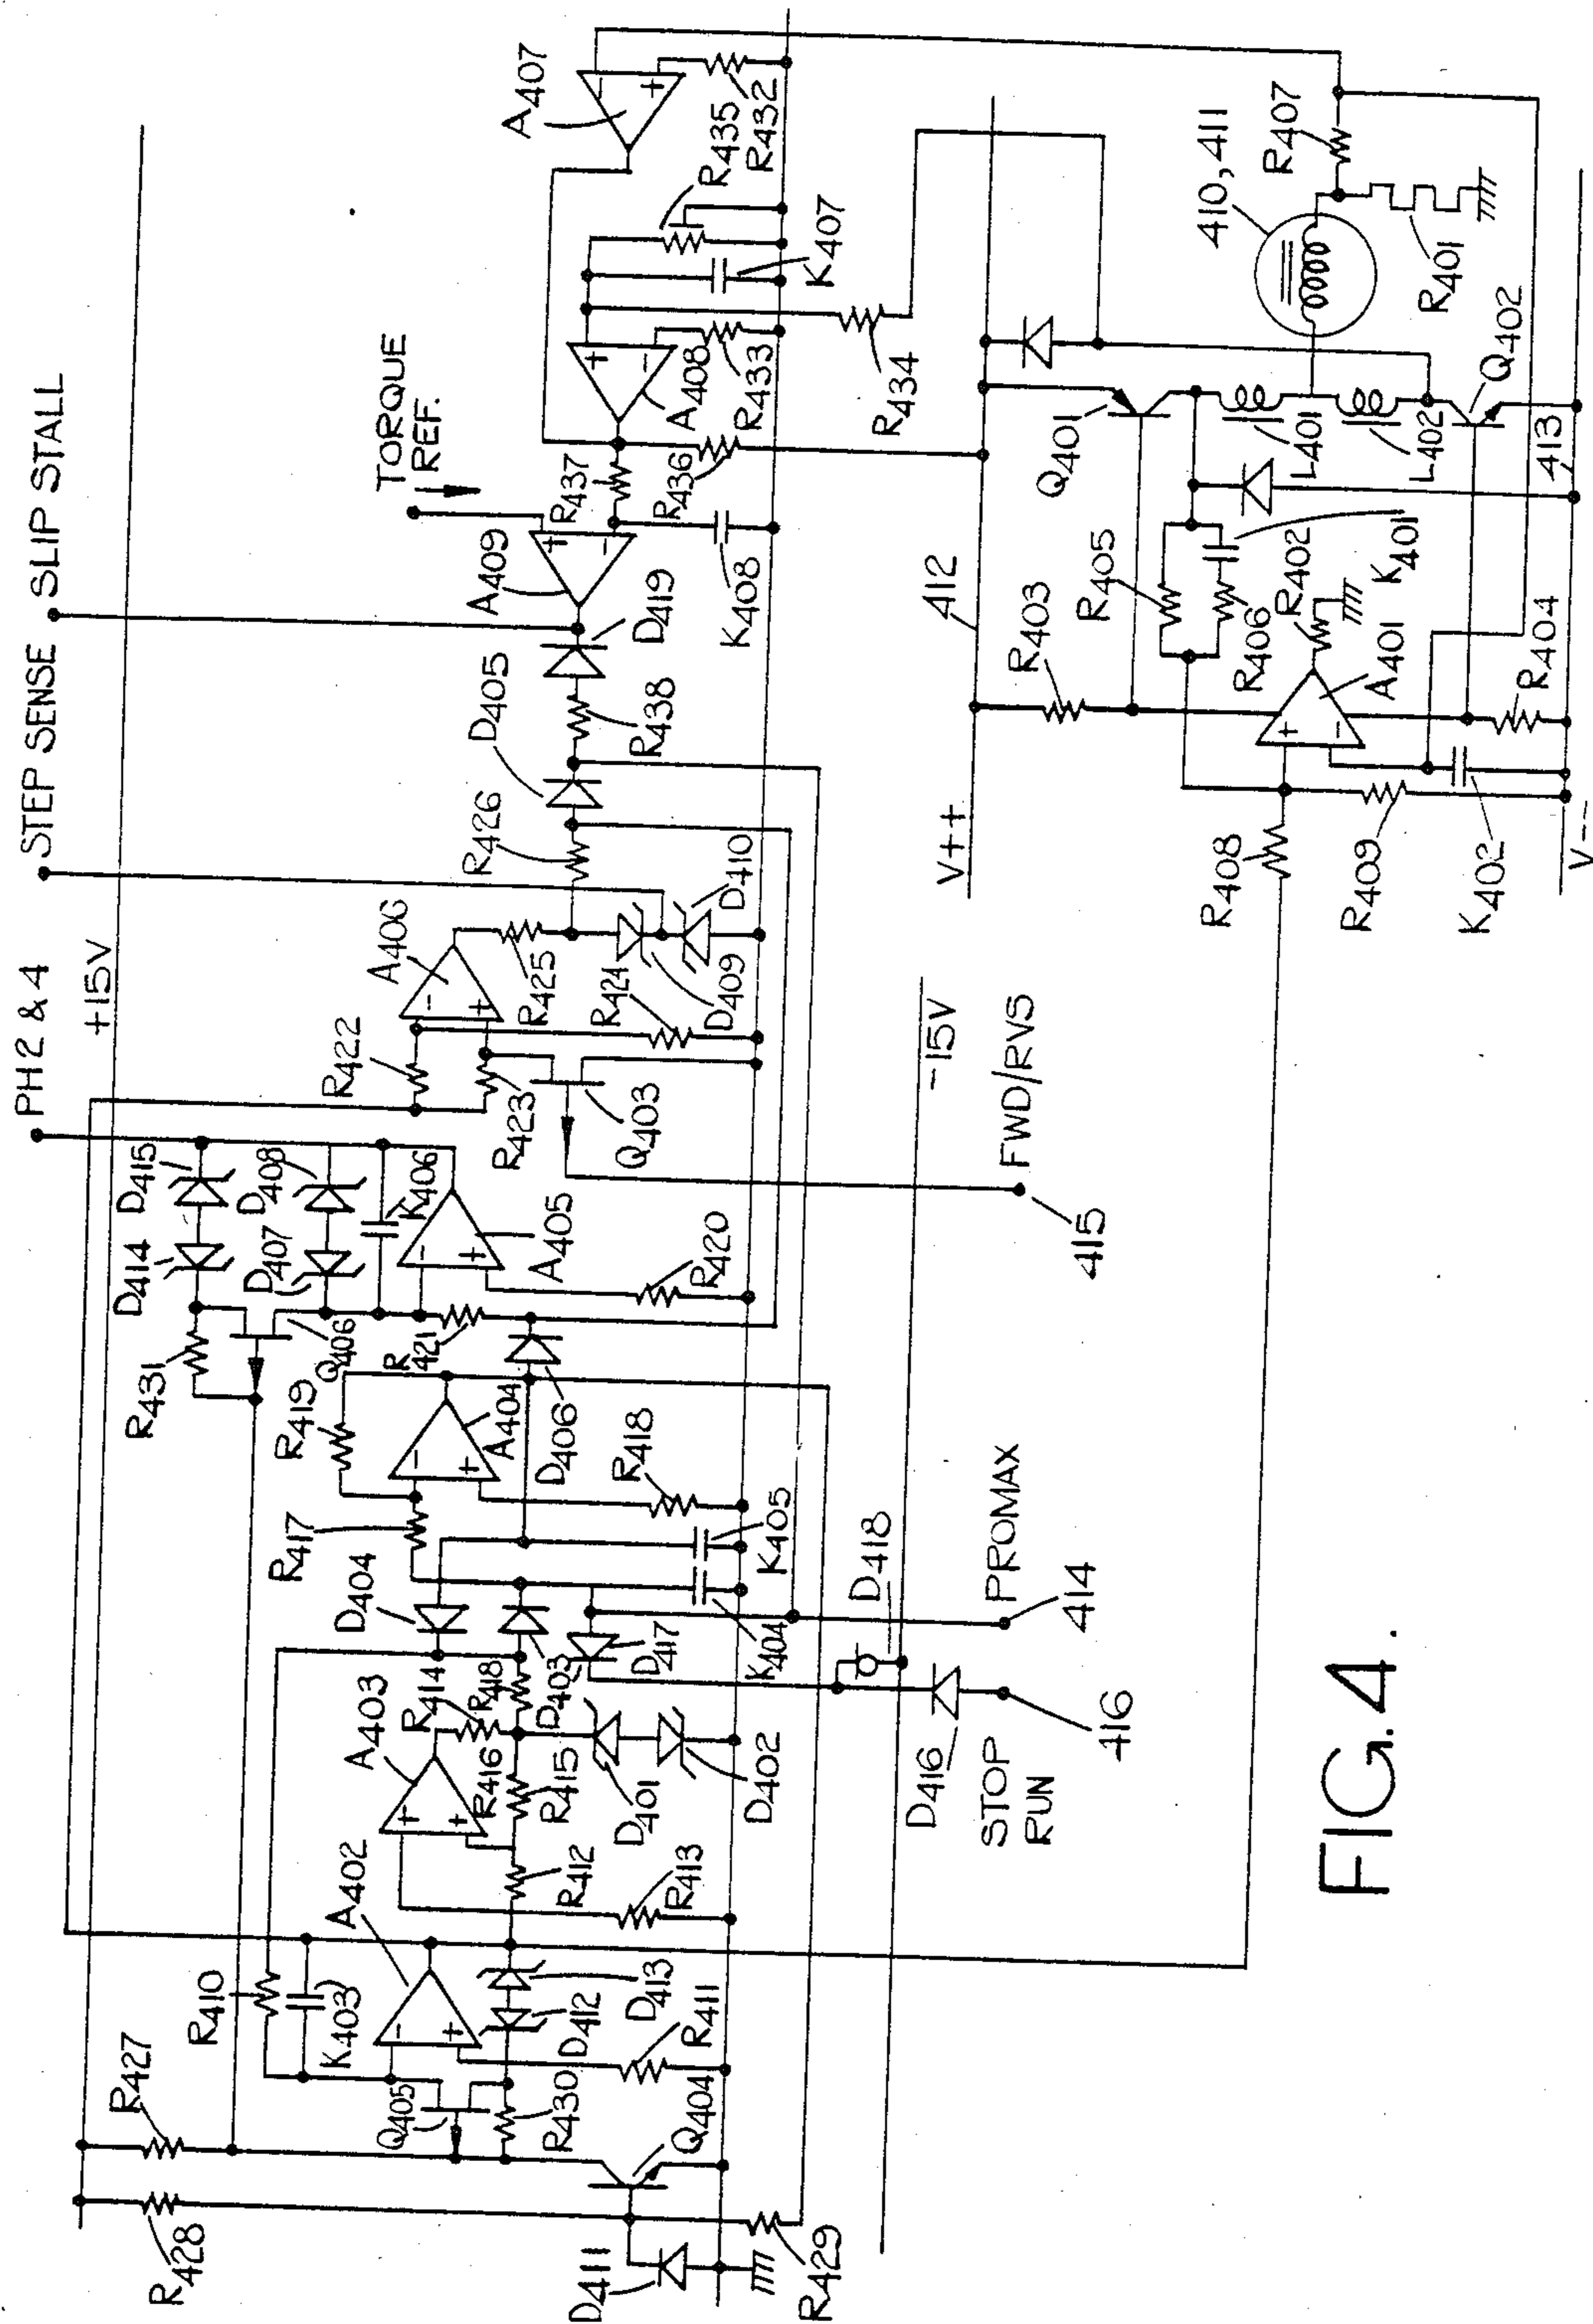 PH 2 & 4
STEP SENSE
SLIP STALL
+15V
TORQUE
REF.
R428
R427
R410
K403
A402
R431
D414
D415
D407
D408
K406
Q406
R421
A405
R420
R419
A404
D406
R418
R417
D404
R422
R423
Q403
A406
R425
R424
D409
D410
R426
D405
R438
D419
A409
K408
R437
R436
A408
R433
R434
K407
R435
R432
A407
Q405
R430
Q404
D411
R429
D412
D413
R411
R412
R413
A403
R414
R416
R415
R418
D401
D402
D403
D417
K404
K405
D418
D416
STOP
RUN
416
PROMAX
414
FWD/RVS
415
-15V
V++
412
R403
R405
R406
R402
K401
A401
R404
R408
R409
K402
V--
413
Q401
L401
L402
Q402
410, 411
R401
R407
FIG.4.